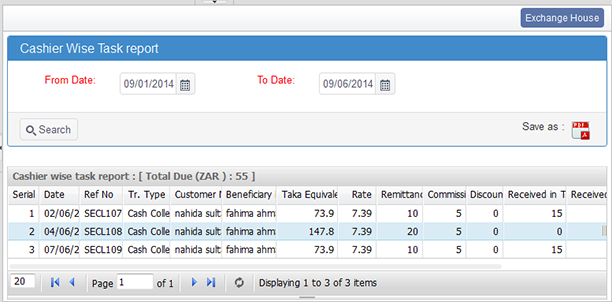 Exchange House
Cashier Wise Task report
From Date: 09/01/2014 To Date: 09/06/2014
Search Save as : PDF
Cashier wise task report : [ Total Due (ZAR ) : 55 ]
Serial Date Ref No Tr. Type Customer N Beneficiary Taka Equivale Rate Remittanc Commissi Discoun Received in T Received
1 02/06/2 SECL107 Cash Colle nahida sult fahima ahm 73.9 7.39 10 5 0 15
2 04/06/2 SECL108 Cash Colle nahida sult fahima ahm 147.8 7.39 20 5 0 0
3 07/06/2 SECL109 Cash Colle nahida sult fahima ahm 73.9 7.39 10 5 0 15
20 Page 1 of 1 Displaying 1 to 3 of 3 items